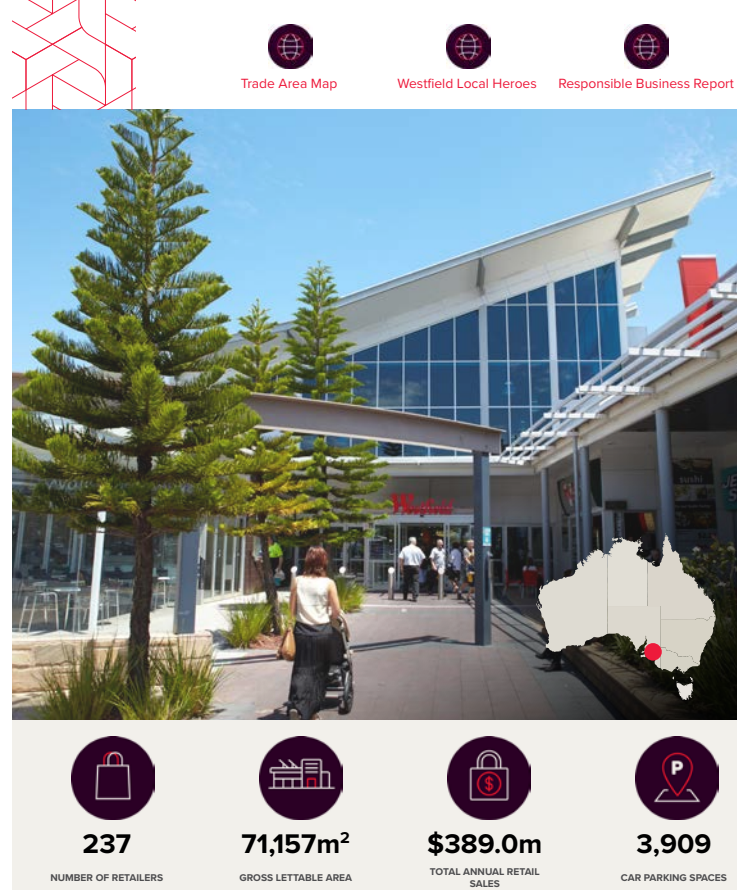 Trade Area Map
Westfield Local Heroes
Responsible Business Report
Westfield
sushi
P
$
237
71,157m²
$389.0m
3,909
NUMBER OF RETAILERS
GROSS LETTABLE AREA
TOTAL ANNUAL RETAIL
SALES
CAR PARKING SPACES